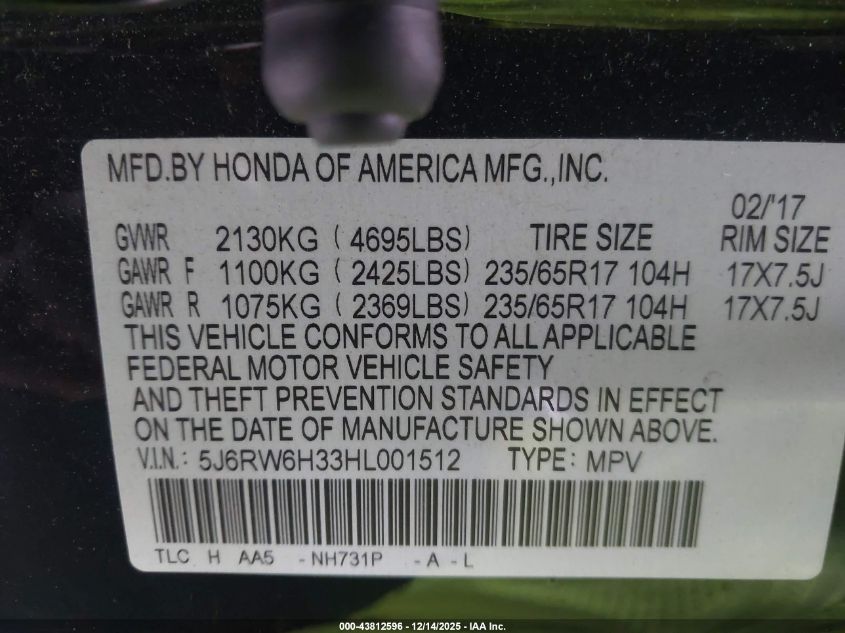 MFD.BY HONDA OF AMERICA MFG.,INC.
02/'17
GVWR 2130KG ( 4695LBS) TIRE SIZE RIM SIZE
GAWR F 1100KG ( 2425LBS) 235/65R17 104H 17X7.5J
GAWR R 1075KG ( 2369LBS) 235/65R17 104H 17X7.5J
THIS VEHICLE CONFORMS TO ALL APPLICABLE
FEDERAL MOTOR VEHICLE SAFETY
AND THEFT PREVENTION STANDARDS IN EFFECT
ON THE DATE OF MANUFACTURE SHOWN ABOVE.
V.I.N.: 5J6RW6H33HL001512 TYPE: MPV
TLC H AA5 -NH731P -A -L
000-43812596 - 12/14/2025 - IAA Inc.